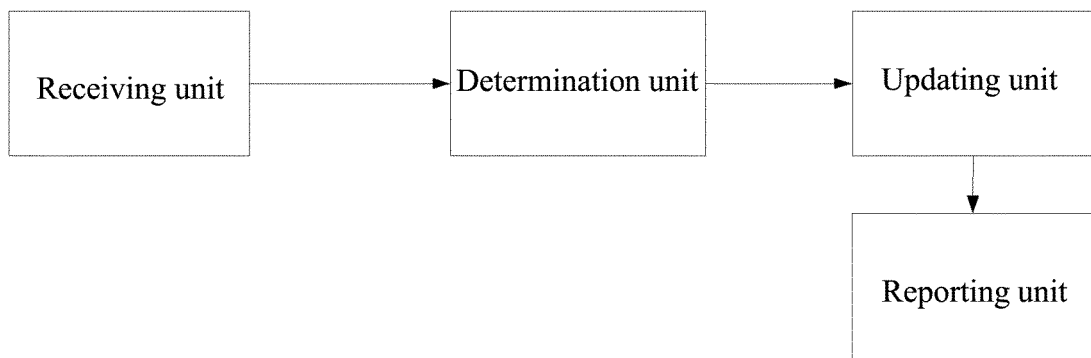 Receiving unit
Determination unit
Updating unit
Reporting unit